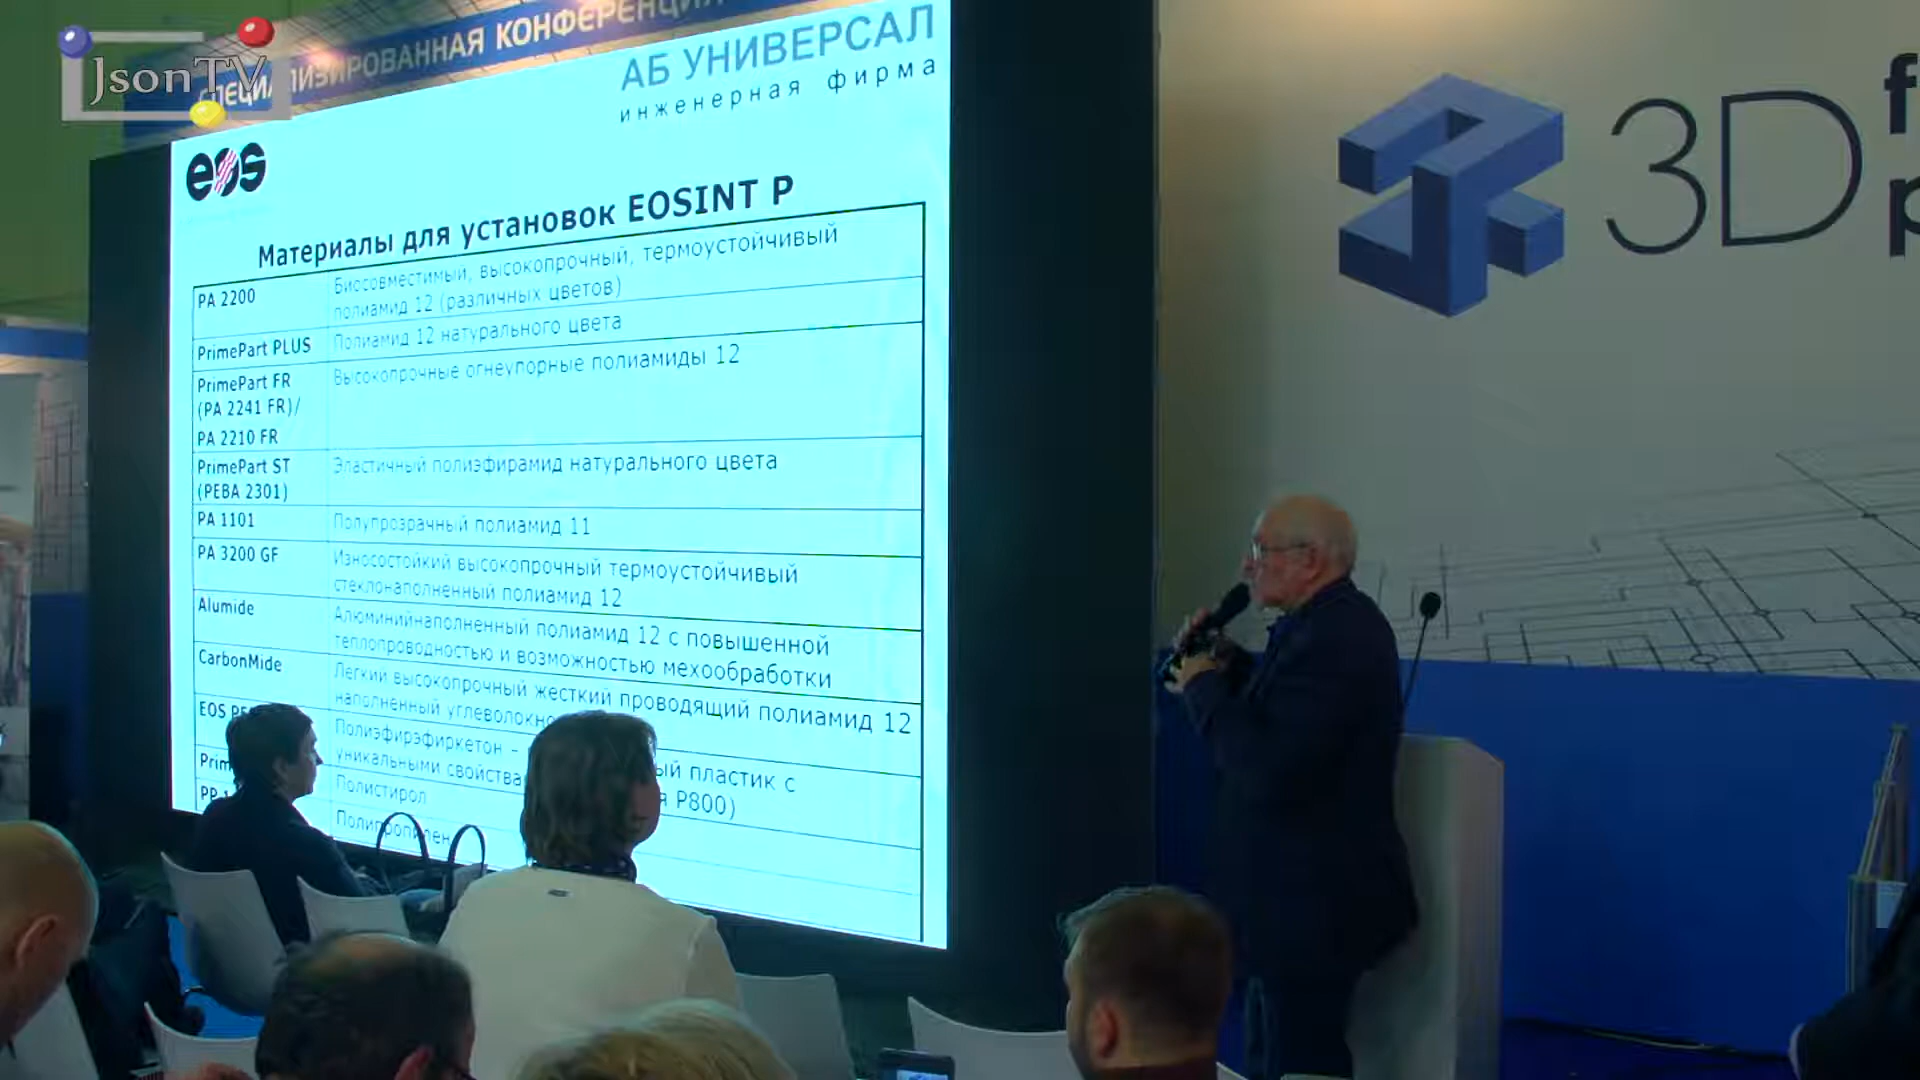 JsonTV
СПЕЦИАЛИЗИРОВАННАЯ КОНФЕРЕНЦИЯ
АБ УНИВЕРСАЛ
инженерная фирма
eos
Материалы для установок EOSINT P
PA 2200
Биосовместимый, высокопрочный, термоустойчивый
полиамид 12 (различных цветов)
PrimePart PLUS
Полиамид 12 натурального цвета
PrimePart FR
(PA 2241 FR)/
PA 2210 FR
Высокопрочные огнеупорные полиамиды 12
PrimePart ST
(PEBA 2301)
Эластичный полиэфирамид натурального цвета
PA 1101
Полупрозрачный полиамид 11
PA 3200 GF
Износостойкий высокопрочный термоустойчивый
стеклонаполненный полиамид 12
Alumide
Алюминийнаполненный полиамид 12 с повышенной
теплопроводностью и возможностью мехообработки
CarbonMide
Легкий высокопрочный жесткий проводящий полиамид 12
наполненный
EOS
Полиэфирэфиркетон –
пластик с
уникальными
P800)
Полистирол
Полипропилен
3D